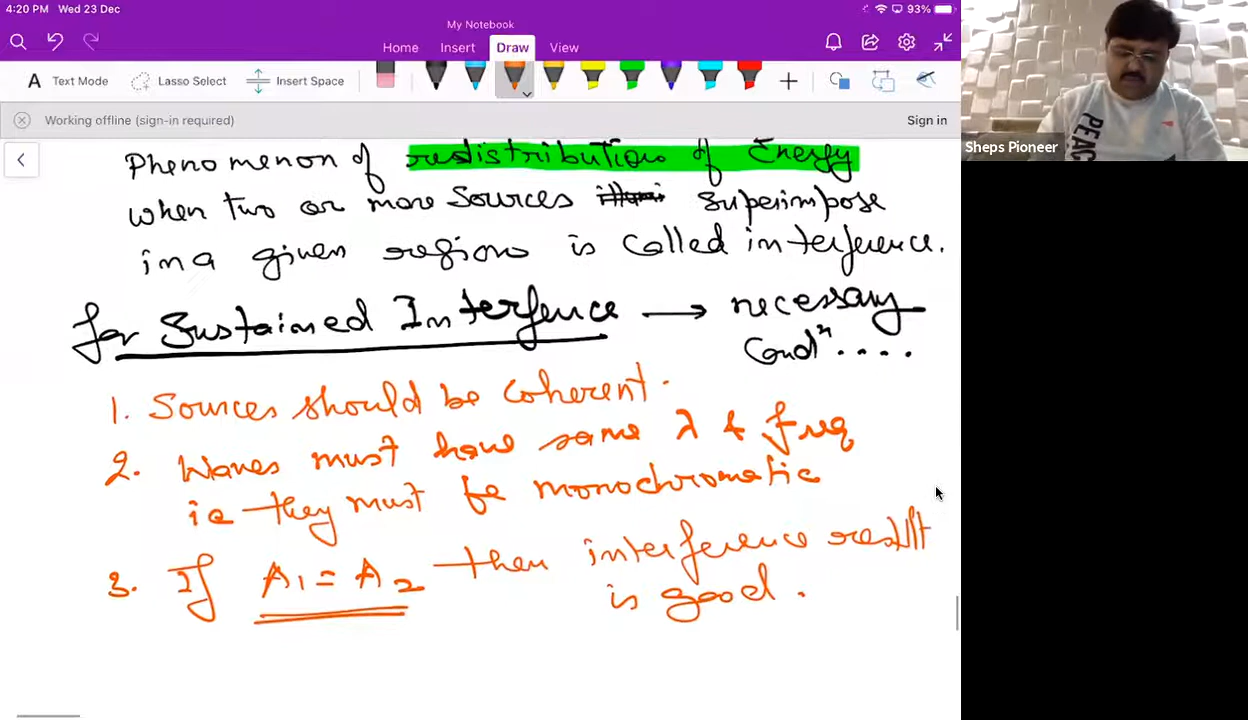 4:20 PM Wed 23 Dec
93%
My Notebook
Home Insert Draw View
A Text Mode Lasso Select Insert Space
Working offline (sign-in required) Sign in
Sheps Pioneer
PEAC
Phenomenon of redistribution of Energy
when two or more sources superimpose
in a given region is called interference.
for Sustained Interfence → necessary
Condⁿ....
1. Sources should be coherent.
2. Waves must have same λ & freq
ie they must be monochromatic
3. If A₁ = A₂ then interference result
is good.